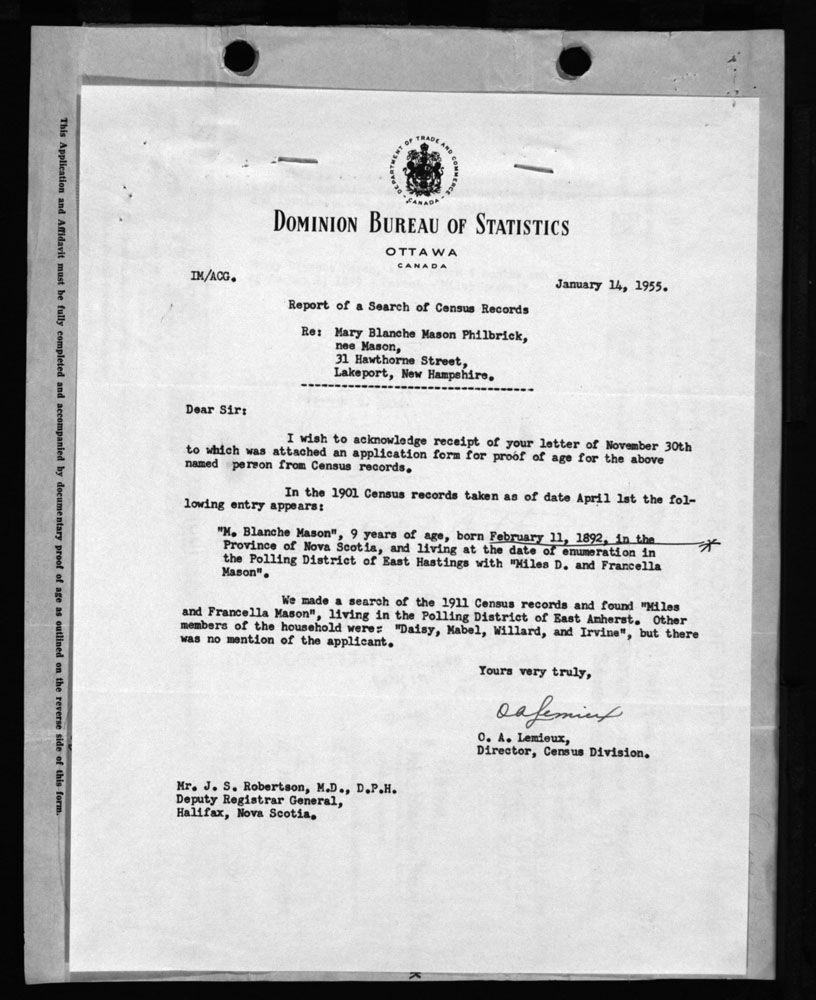 DEPARTMENT OF TRADE AND COMMERCE
CANADA
DOMINION BUREAU OF STATISTICS
OTTAWA
CANADA
IM/ACG.
January 14, 1955.
Report of a Search of Census Records
Re: Mary Blanche Mason Philbrick,
nee Mason,
31 Hawthorne Street,
Lakeport, New Hampshire.
Dear Sir:
I wish to acknowledge receipt of your letter of November 30th
to which was attached an application form for proof of age for the above
named person from Census records.
In the 1901 Census records taken as of date April 1st the fol-
lowing entry appears:
"M. Blanche Mason", 9 years of age, born February 11, 1892, in the
Province of Nova Scotia, and living at the date of enumeration in
the Polling District of East Hastings with "Miles D. and Francella
Mason".
We made a search of the 1911 Census records and found "Miles
and Francella Mason", living in the Polling District of East Amherst. Other
members of the household were: "Daisy, Mabel, Willard, and Irvine", but there
was no mention of the applicant.
Yours very truly,
O A Lemieux
O. A. Lemieux,
Director, Census Division.
Mr. J. S. Robertson, M.D., D.P.H.
Deputy Registrar General,
Halifax, Nova Scotia.
This Application and Affidavit must be fully completed and accompanied by documentary proof of age as outlined on the reverse side of this form.